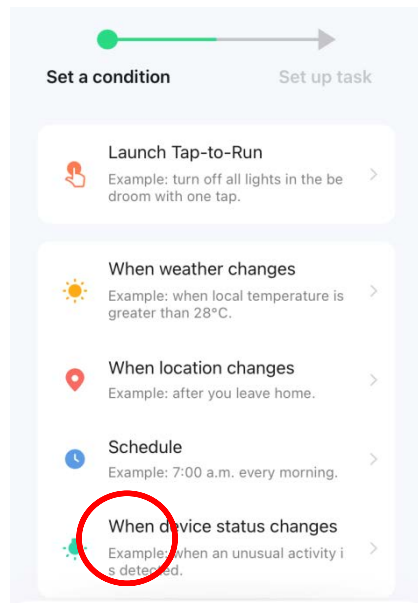 Set a condition
Set up task
Launch Tap-to-Run
Example: turn off all lights in the be
droom with one tap.
When weather changes
Example: when local temperature is
greater than 28°C.
When location changes
Example: after you leave home.
Schedule
Example: 7:00 a.m. every morning.
When device status changes
Example: when an unusual activity i
s detected.